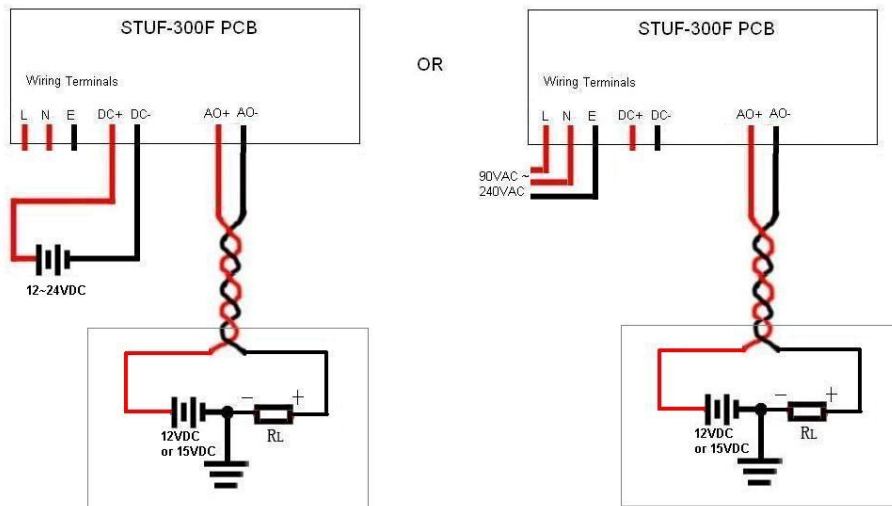 STUF-300F PCB
Wiring Terminals
L N E DC+ DC- AO+ AO-
12~24VDC
12VDC
or 15VDC
− +
RL
OR
STUF-300F PCB
Wiring Terminals
L N E DC+ DC- AO+ AO-
90VAC ~
240VAC
12VDC
or 15VDC
− +
RL